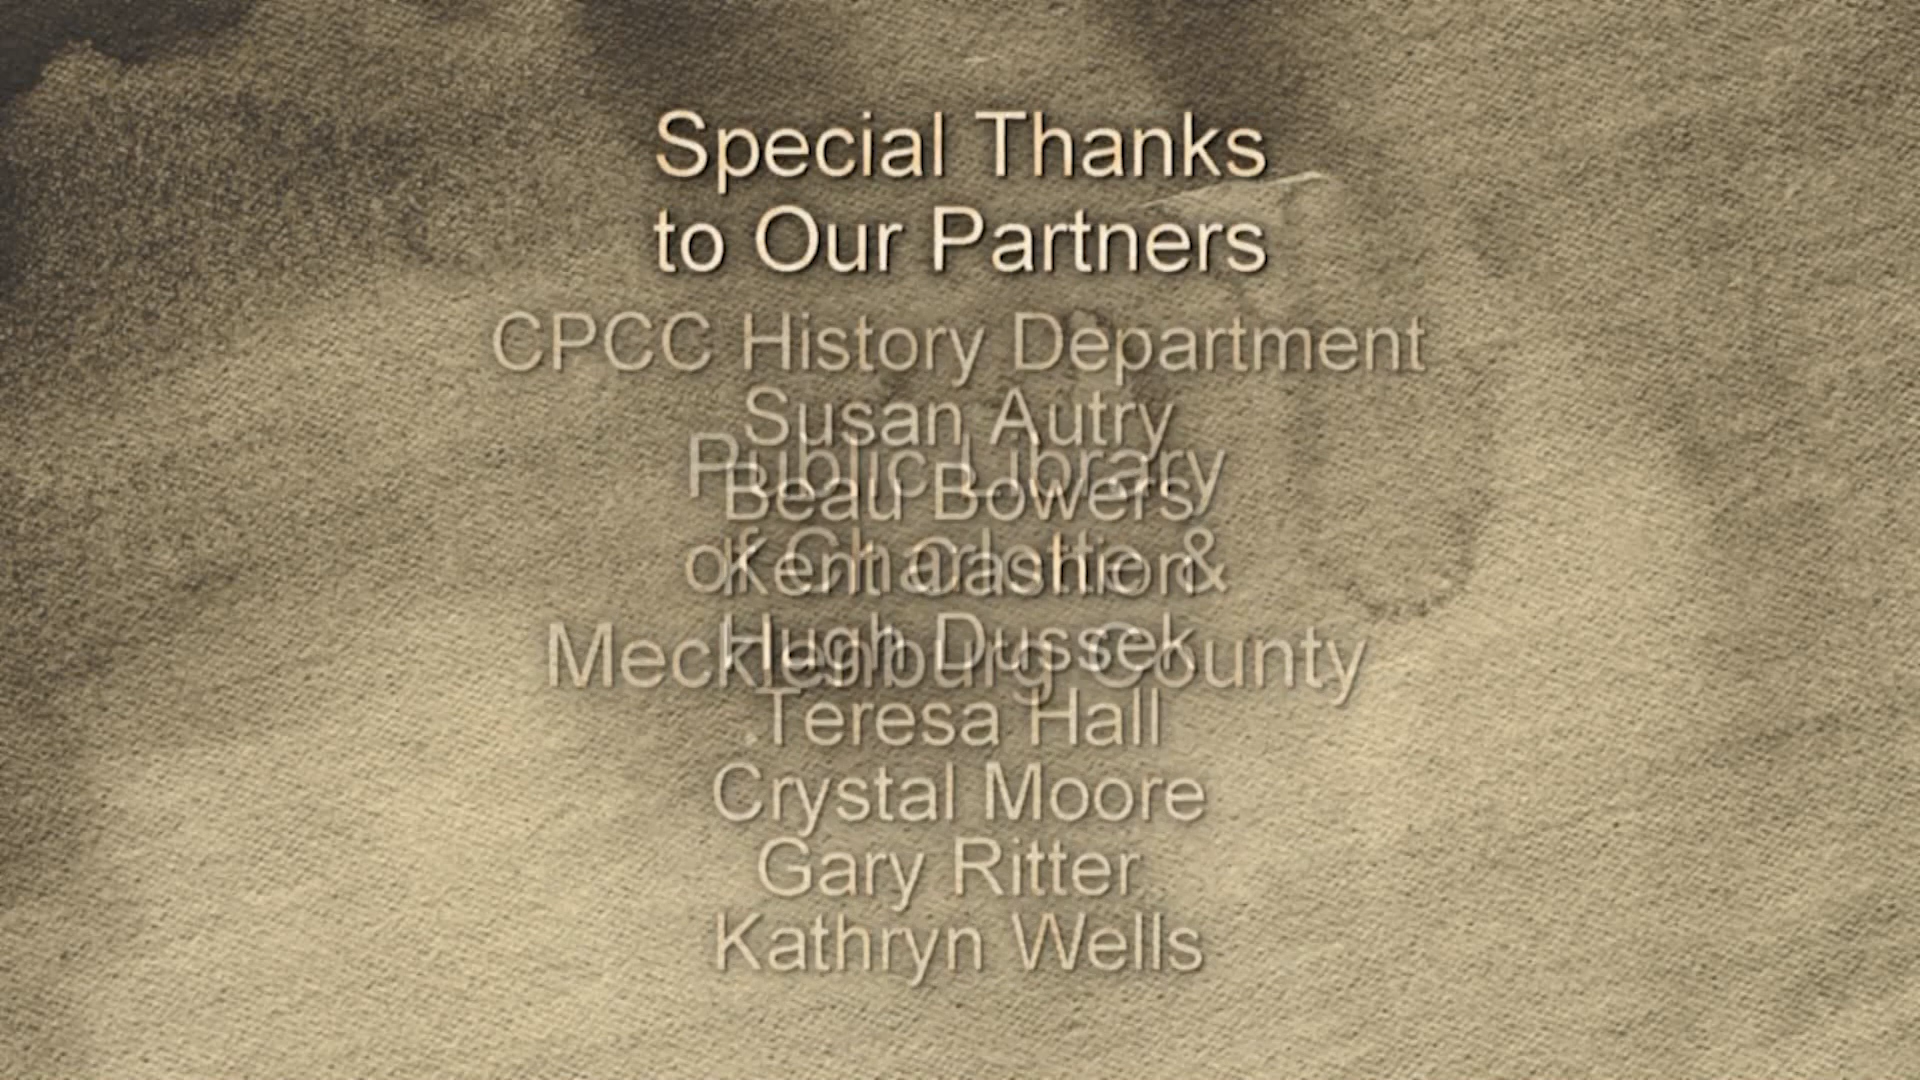 Special Thanks
to Our Partners
CPCC History Department
Susan Autry
Public Library
Beau Bowers
of Charlotte &
Kent Cashion
Hugh Dussek
Mecklenburg County
Teresa Hall
Crystal Moore
Gary Ritter
Kathryn Wells